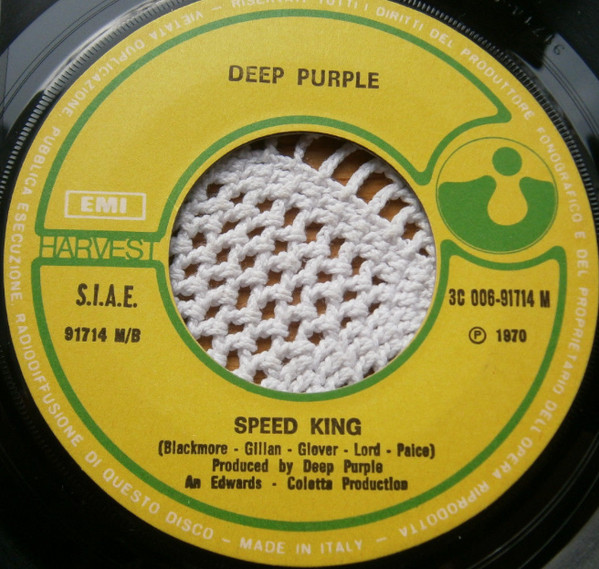 VIETATA DUPLICAZIONE PUBBLICA ESECUZIONE RADIODIFFUSIONE DI QUESTO DISCO - MADE IN ITALY - RISERVATI TUTTI I DIRITTI DEL PRODUTTORE FONOGRAFICO E DEL PROPRIETARIO DELL'OPERA RIPRODOTTA
DEEP PURPLE
EMI
HARVEST
S.I.A.E.
91714 M/B
3C 006-91714 M
Ⓟ 1970
SPEED KING
(Blackmore - Gillan - Glover - Lord - Paice)
Produced by Deep Purple
An Edwards - Coletta Production